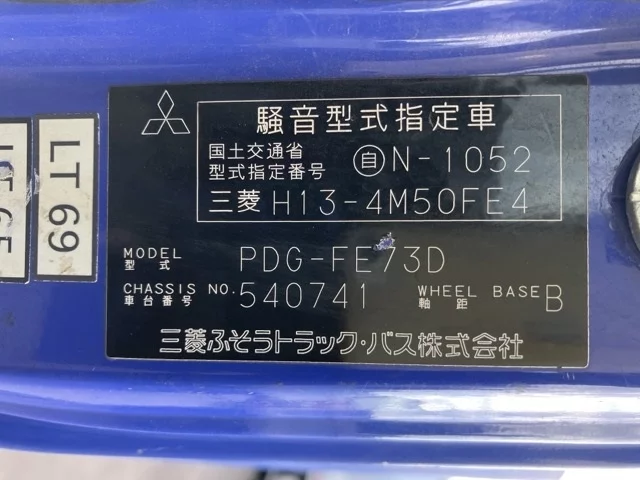 騒音型式指定車
国土交通省
型式指定番号 自 N-1052
三菱 H13-4M50FE4
MODEL
型式 PDG-FE73D
CHASSIS NO. 540741 WHEEL BASE B
車台番号 軸距
三菱ふそうトラック・バス株式会社
LT 69